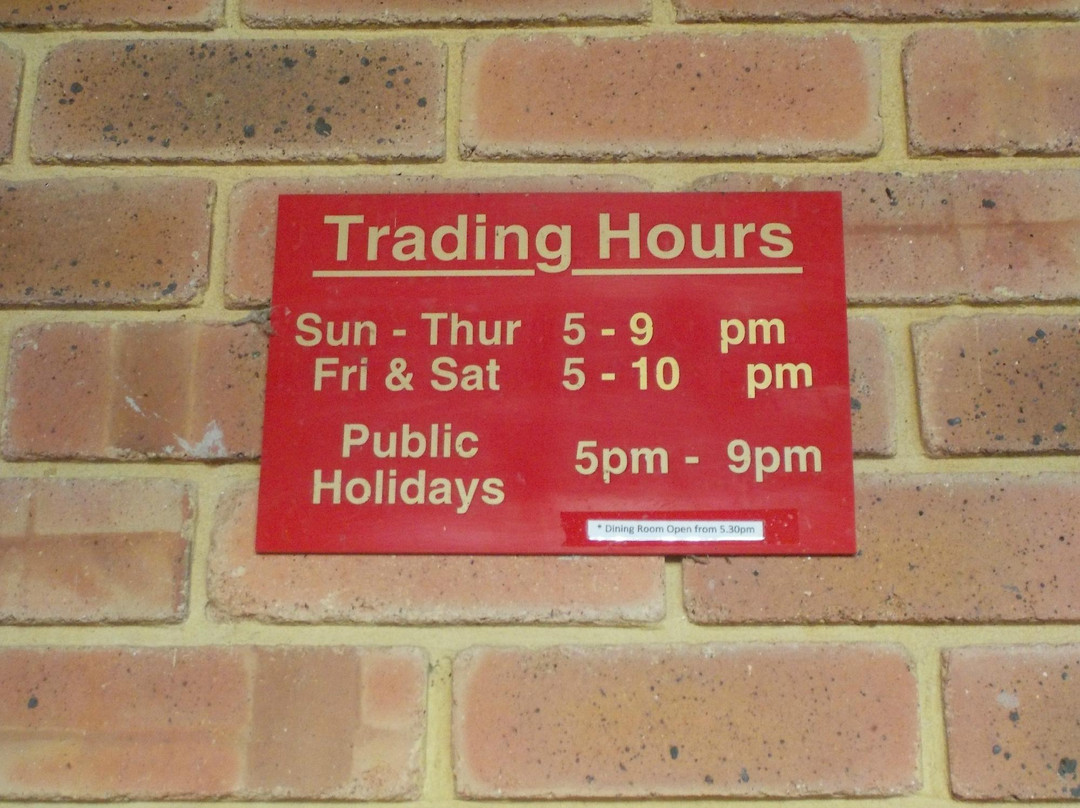 Trading Hours
Sun - Thur 5 - 9 pm
Fri & Sat 5 - 10 pm
Public
Holidays
5pm - 9pm
* Dining Room Open from 5.30pm